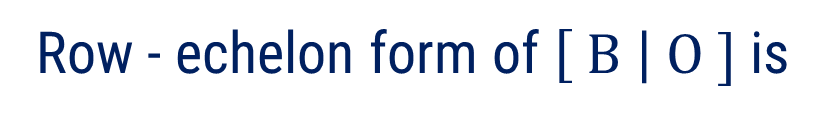 Row - echelon form of [ B | O ] is